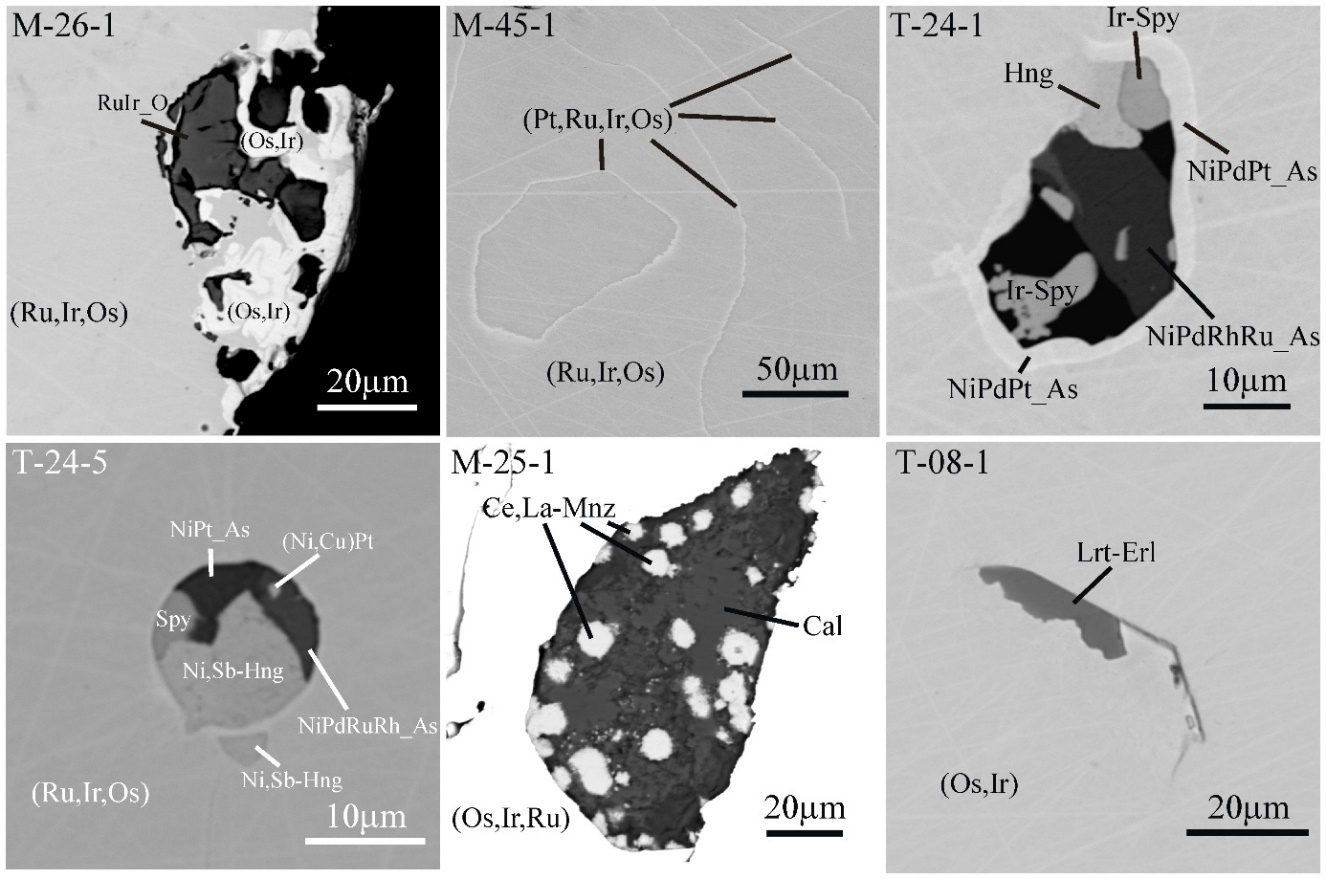 M-26-1
RuIr_O
(Os,Ir)
(Os,Ir)
(Ru,Ir,Os)
20μm
M-45-1
(Pt,Ru,Ir,Os)
(Ru,Ir,Os)
50μm
T-24-1
Ir-Spy
Hng
NiPdPt_As
Ir-Spy
NiPdRhRu_As
NiPdPt_As
10μm
T-24-5
NiPt_As
(Ni,Cu)Pt
Spy
Ni,Sb-Hng
NiPdRuRh_As
Ni,Sb-Hng
(Ru,Ir,Os)
10μm
M-25-1
Ce,La-Mnz
Cal
(Os,Ir,Ru)
20μm
T-08-1
Lrt-Erl
(Os,Ir)
20μm